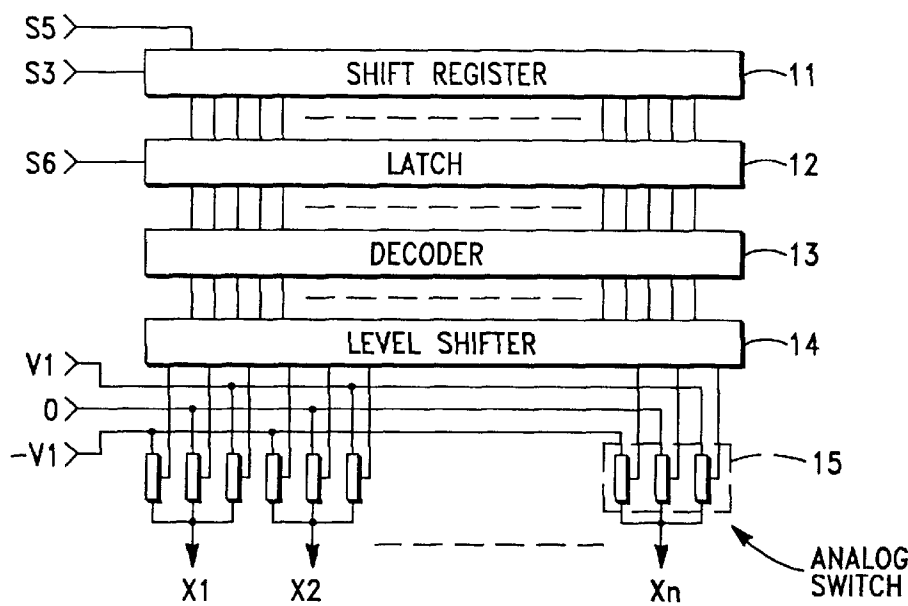 S5
S3
SHIFT REGISTER
11
S6
LATCH
12
DECODER
13
LEVEL SHIFTER
14
V1
0
-V1
15
X1
X2
Xn
ANALOG
SWITCH